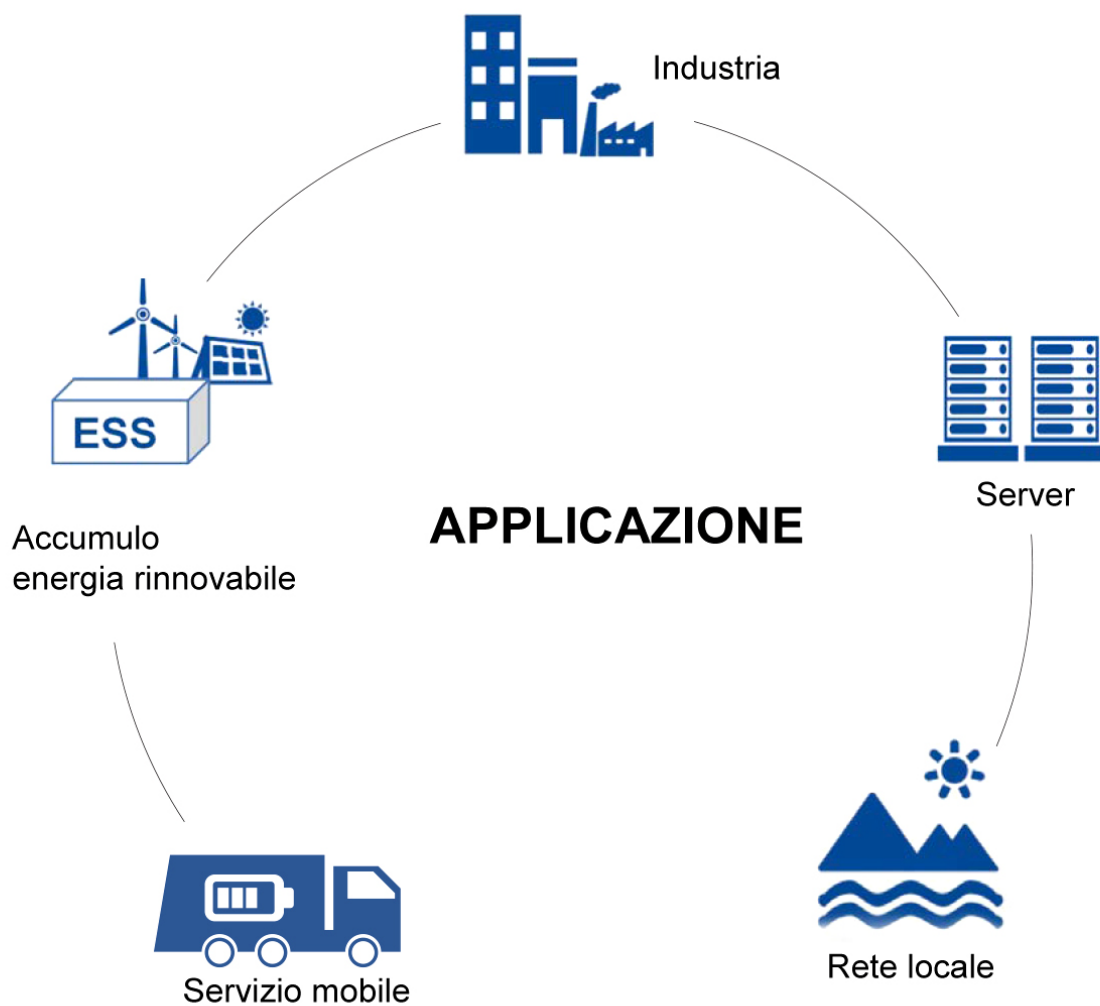 Industria
ESS
Server
APPLICAZIONE
Accumulo
energia rinnovabile
Rete locale
Servizio mobile